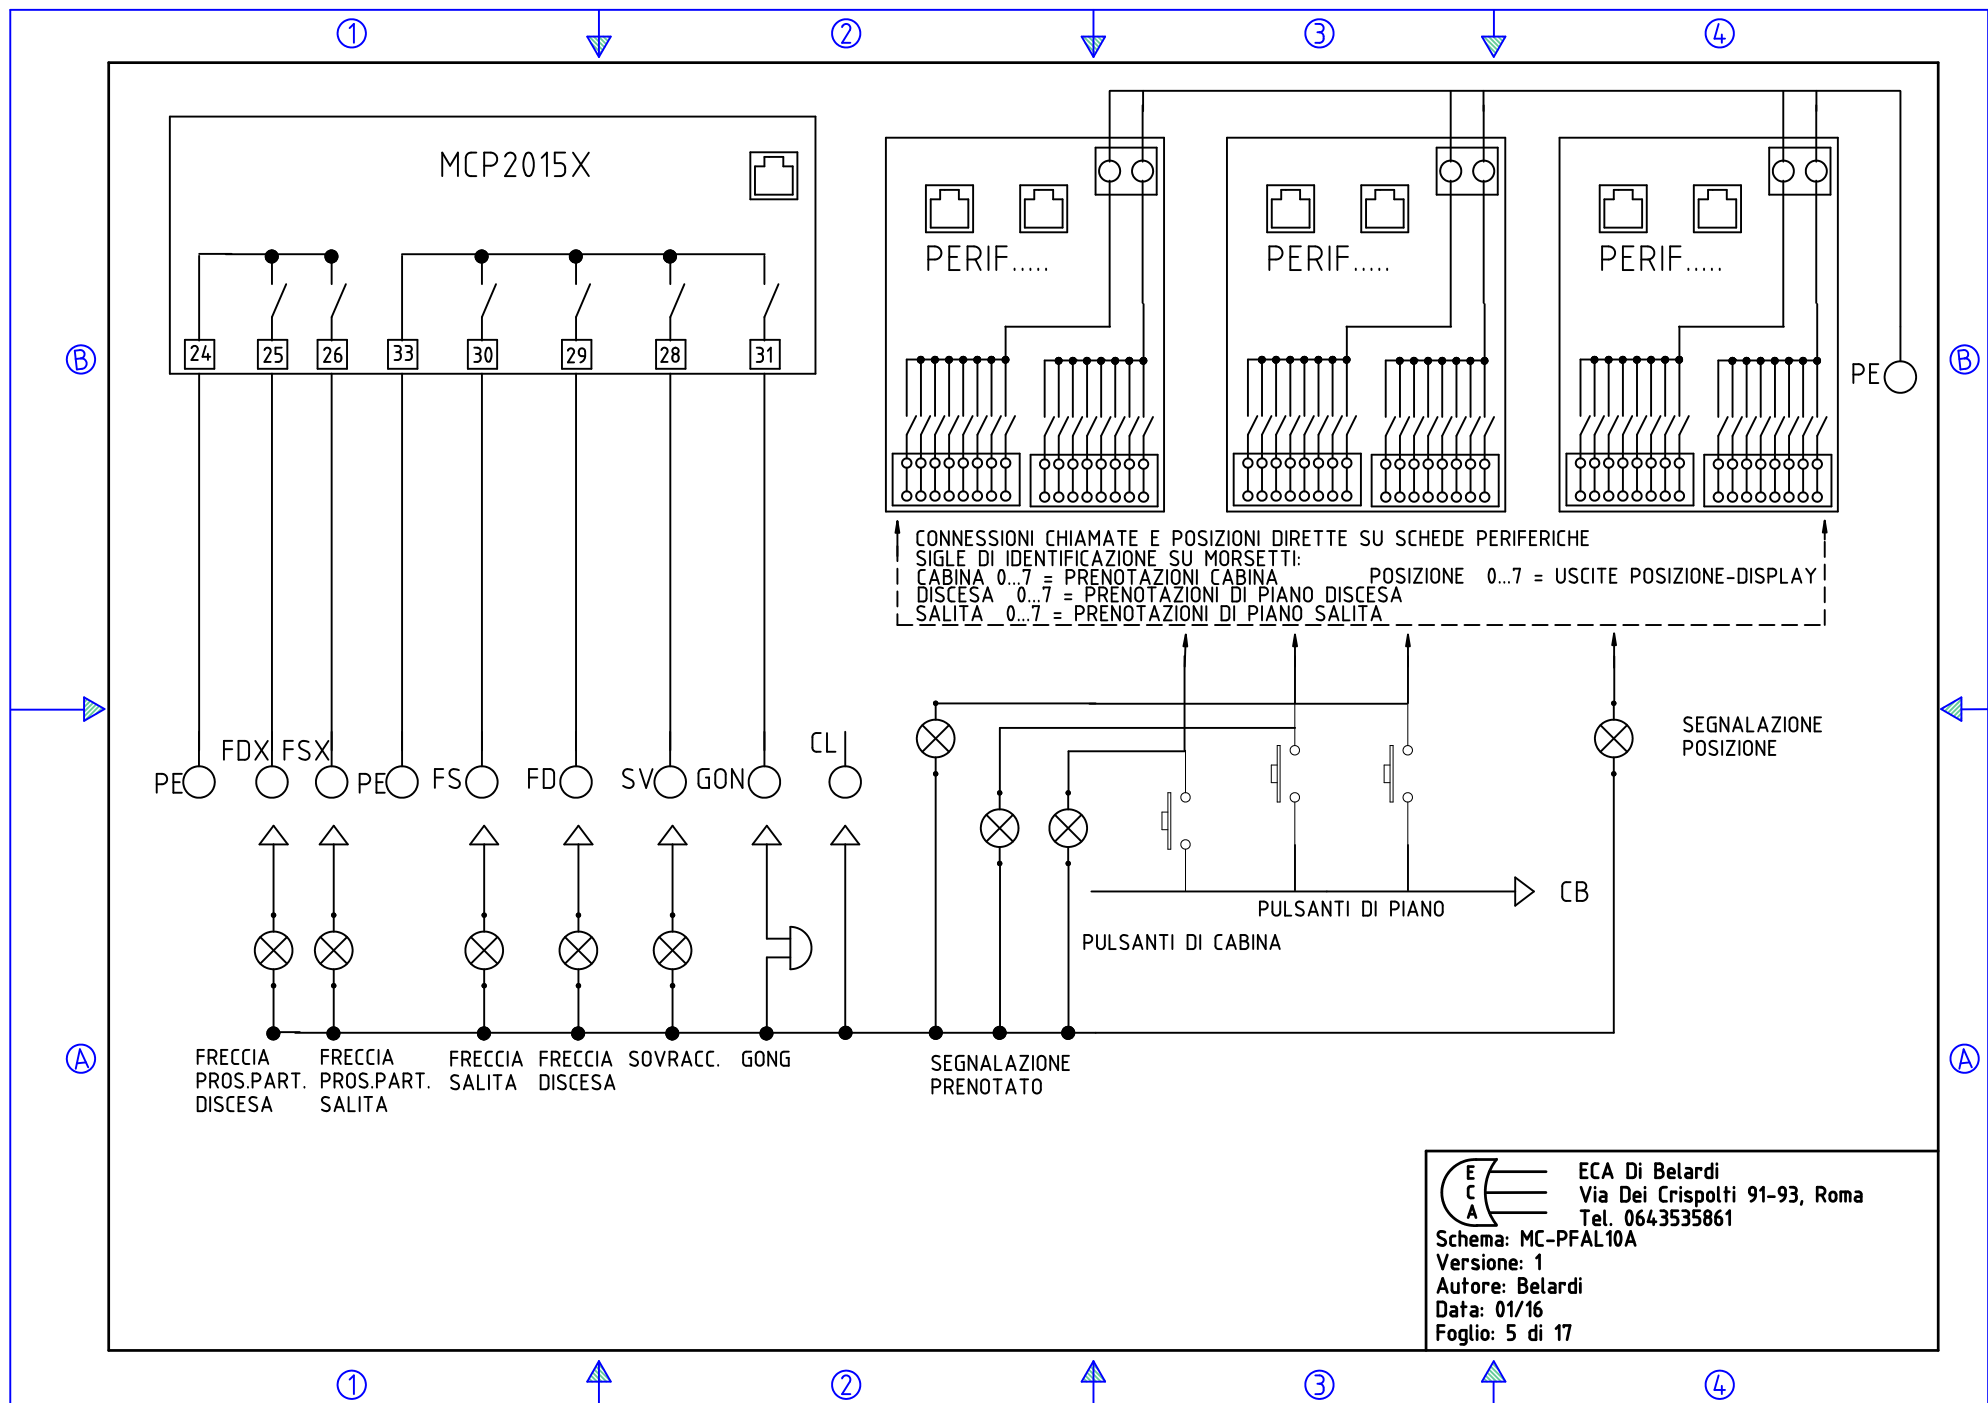 1 2 3 4
MCP2015X
PERIF.....
PERIF.....
PERIF.....
24 25 26 33 30 29 28 31
B
B
PE
CONNESSIONI CHIAMATE E POSIZIONI DIRETTE SU SCHEDE PERIFERICHE
SIGLE DI IDENTIFICAZIONE SU MORSETTI:
CABINA 0...7 = PRENOTAZIONI CABINA
POSIZIONE 0...7 = USCITE POSIZIONE-DISPLAY
DISCESA 0...7 = PRENOTAZIONI DI PIANO DISCESA
SALITA 0...7 = PRENOTAZIONI DI PIANO SALITA
PE FDX FSX PE FS FD SV GON CL
SEGNALAZIONE
POSIZIONE
CB
PULSANTI DI PIANO
PULSANTI DI CABINA
A
A
FRECCIA
PROS.PART.
DISCESA
FRECCIA
PROS.PART.
SALITA
FRECCIA
SALITA
FRECCIA
DISCESA
SOVRACC.
GONG
SEGNALAZIONE
PRENOTATO
E
C
A
ECA Di Belardi
Via Dei Crispolti 91-93, Roma
Tel. 0643535861
Schema: MC-PFAL10A
Versione: 1
Autore: Belardi
Data: 01/16
Foglio: 5 di 17
1 2 3 4